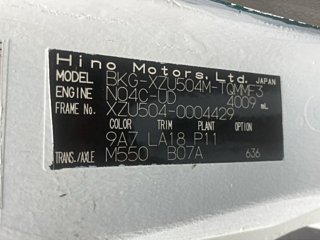 Hino Motors, Ltd. JAPAN
MODEL BKG-XZU504M-TQMMF3
ENGINE N04C-UD 4009 mL
FRAME No. XZU504-0004429
COLOR TRIM PLANT
9A7 LA18 P11
TRANS./AXLE M550 B07A 636